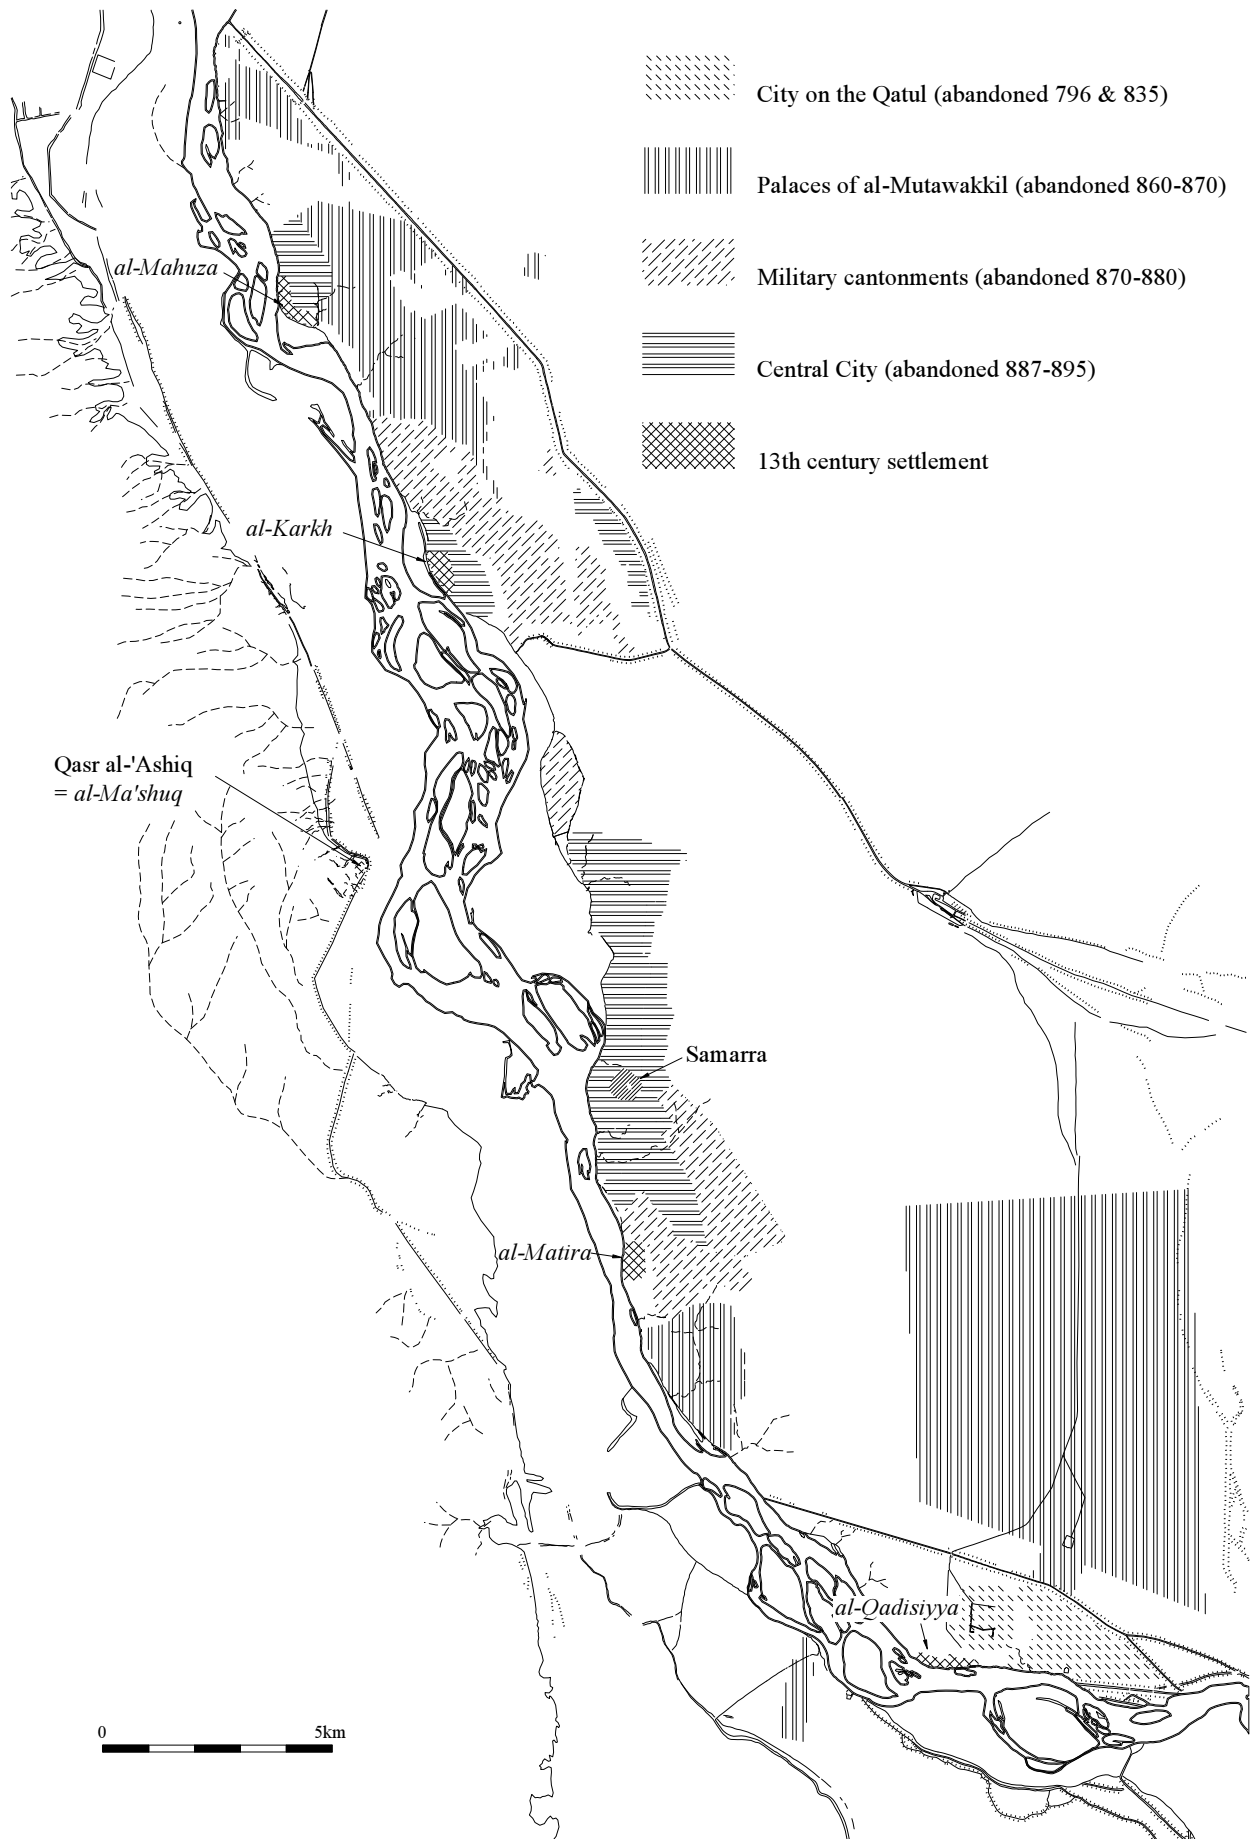 City on the Qatul (abandoned 796 & 835)
Palaces of al-Mutawakkil (abandoned 860-870)
Military cantonments (abandoned 870-880)
Central City (abandoned 887-895)
13th century settlement
al-Mahuza
al-Karkh
Qasr al-'Ashiq
= al-Ma'shuq
Samarra
al-Matira
al-Qadisiyya
0 5km